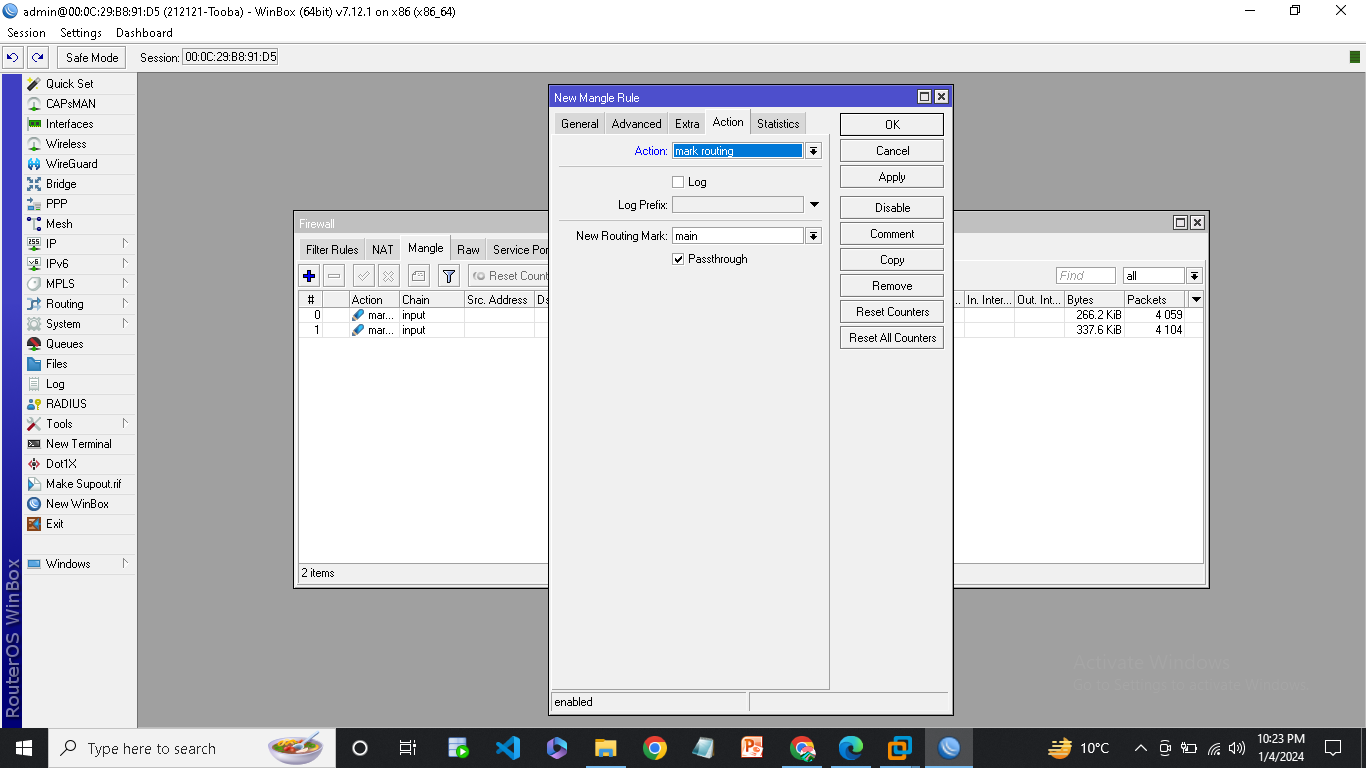 admin@00:0C:29:B8:91:D5 (212121-Tooba) - WinBox (64bit) v7.12.1 on x86 (x86_64)
Session Settings Dashboard
Safe Mode Session: 00:0C:29:B8:91:D5
Quick Set
CAPsMAN
Interfaces
Wireless
WireGuard
Bridge
PPP
Mesh
IP
IPv6
MPLS
Routing
System
Queues
Files
Log
RADIUS
Tools
New Terminal
Dot1X
Make Supout.rif
New WinBox
Exit
Windows
RouterOS WinBox
Firewall
Filter Rules NAT Mangle Raw Service Por
Reset Count Find all
# Action Chain Src. Address Ds .. In. Inter... Out. Int... Bytes Packets
0 mar... input 266.2 KiB 4 059
1 mar... input 337.6 KiB 4 104
2 items
New Mangle Rule
General Advanced Extra Action Statistics
Action: mark routing
Log
Log Prefix:
New Routing Mark: main
Passthrough
OK
Cancel
Apply
Disable
Comment
Copy
Remove
Reset Counters
Reset All Counters
enabled
Activate Windows
Go to Settings to activate Windows.
Type here to search
10°C
10:23 PM
1/4/2024